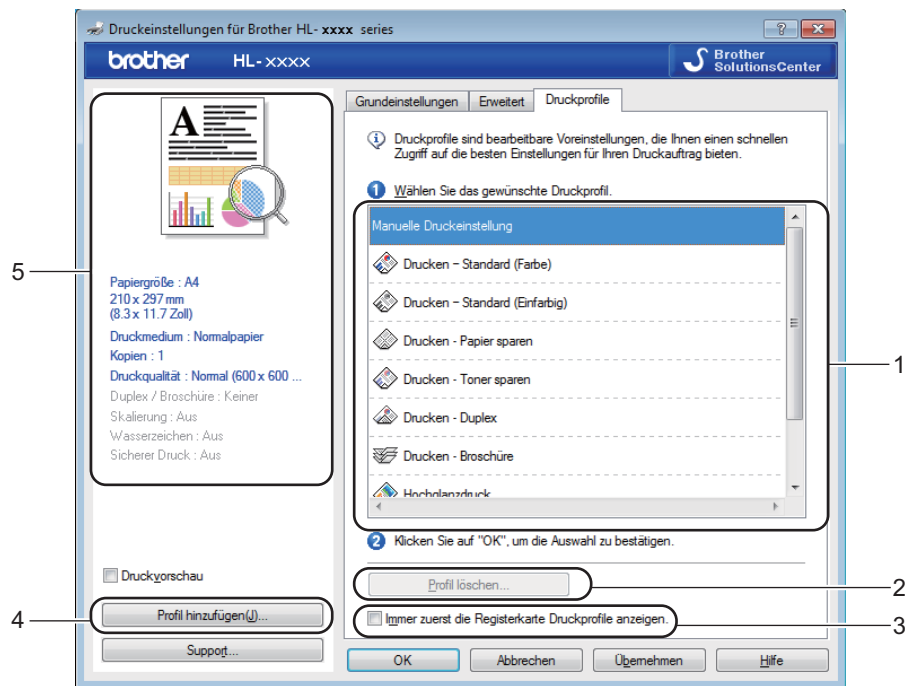 Druckeinstellungen für Brother HL- xxxx series
brother HL- xxxx
Brother
SolutionsCenter
A
Papiergröße : A4
210 x 297 mm
(8.3 x 11.7 Zoll)
Druckmedium : Normalpapier
Kopien : 1
Druckqualität : Normal (600 x 600 ...
Duplex / Broschüre : Keiner
Skalierung : Aus
Wasserzeichen : Aus
Sicherer Druck : Aus
Druckvorschau
Profil hinzufügen(J)...
Support...
Grundeinstellungen Erweitert Druckprofile
Druckprofile sind bearbeitbare Voreinstellungen, die Ihnen einen schnellen
Zugriff auf die besten Einstellungen für Ihren Druckauftrag bieten.
1 Wählen Sie das gewünschte Druckprofil.
Manuelle Druckeinstellung
Drucken – Standard (Farbe)
Drucken – Standard (Einfarbig)
Drucken - Papier sparen
Drucken - Toner sparen
Drucken - Duplex
Drucken - Broschüre
Hochglanzdruck
2 Klicken Sie auf "OK", um die Auswahl zu bestätigen.
Profil löschen...
Immer zuerst die Registerkarte Druckprofile anzeigen.
OK Abbrechen Übernehmen Hilfe
1
2
3
4
5